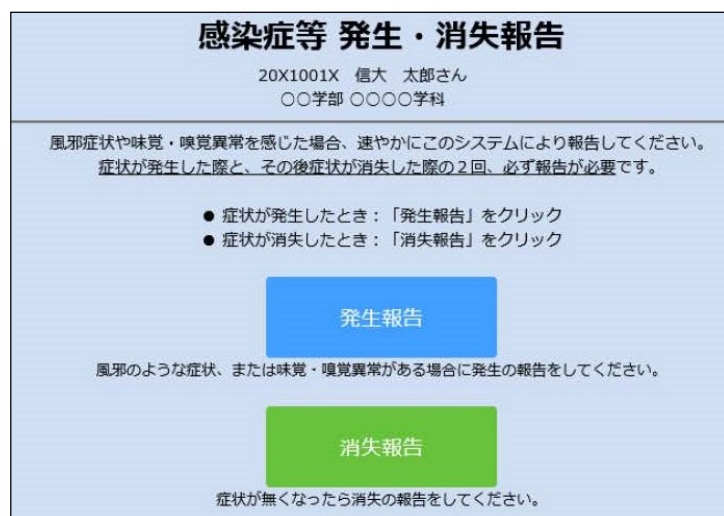 感染症等 発生・消失報告
20X1001X 信大 太郎さん
○○学部 ○○○○学科
風邪症状や味覚・嗅覚異常を感じた場合、速やかにこのシステムにより報告してください。
症状が発生した際と、その後症状が消失した際の2回、必ず報告が必要です。
● 症状が発生したとき：「発生報告」をクリック
● 症状が消失したとき：「消失報告」をクリック
発生報告
風邪のような症状、または味覚・嗅覚異常がある場合に発生の報告をしてください。
消失報告
症状が無くなったら消失の報告をしてください。